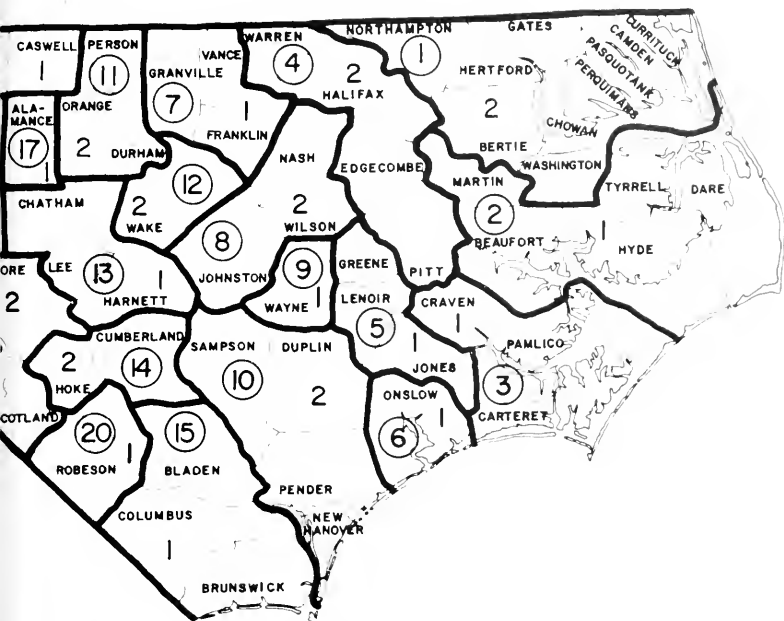 CASWELL
1
PERSON
11
ORANGE
2
DURHAM
ALA-
MANCE
17
1
VANCE
GRANVILLE
7
1
FRANKLIN
WARREN
4
2
HALIFAX
EDGECOMBE
PITT
NORTHAMPTON
1
GATES
HERTFORD
2
BERTIE
CURRITUCK
CAMDEN
PASQUOTANK
PERQUIMANS
CHOWAN
WASHINGTON
MARTIN
2
BEAUFORT
TYRRELL
DARE
1
HYDE
12
2
WAKE
NASH
2
WILSON
8
JOHNSTON
CHATHAM
LEE
13
1
HARNETT
ORE
2
9
WAYNE
1
GREENE
LENOIR
5
1
JONES
CRAVEN
1
PAMLICO
3
CARTERET
ONSLOW
6
1
CUMBERLAND
14
2
HOKE
COTLAND
SAMPSON
DUPLIN
10
2
PENDER
NEW
HANOVER
20
1
ROBESON
15
BLADEN
COLUMBUS
1
BRUNSWICK